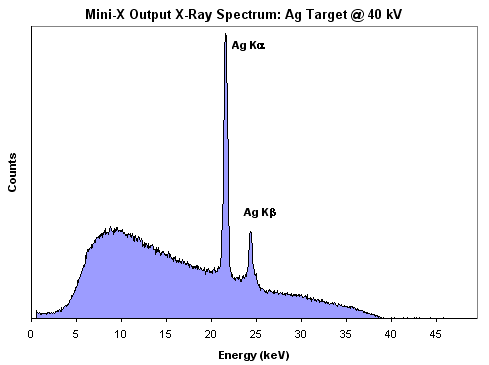 Mini-X Output X-Ray Spectrum: Ag Target @ 40 kV
Ag Kα
Ag Kβ
Counts
0 5 10 15 20 25 30 35 40 45
Energy (keV)